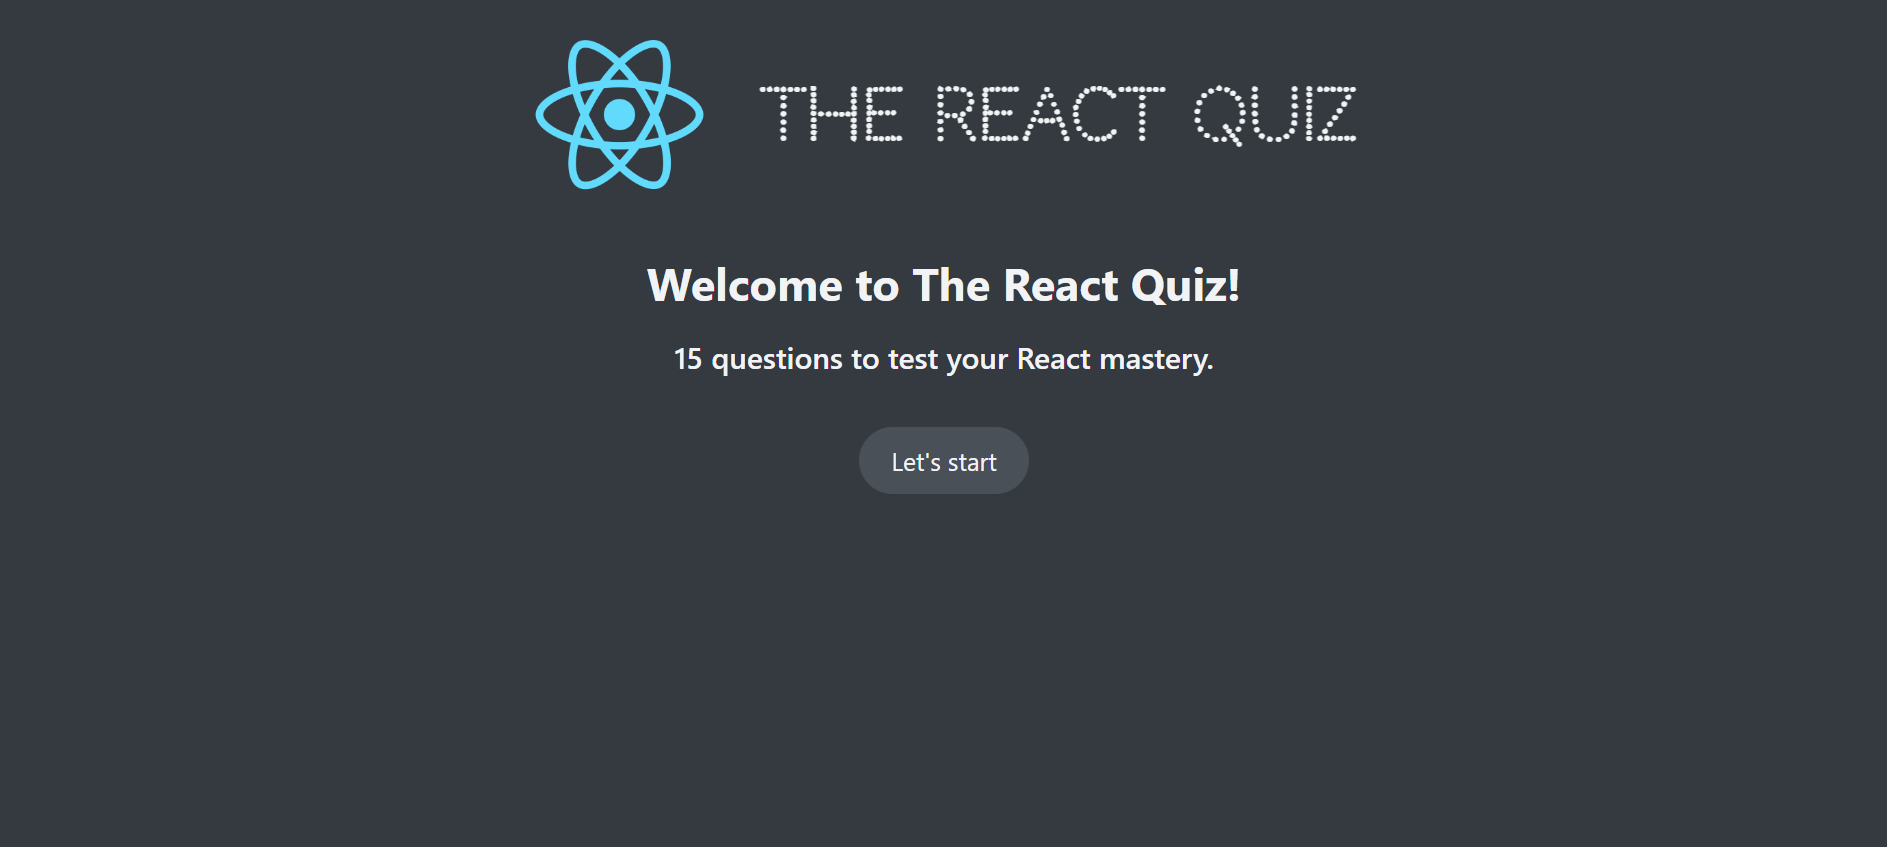 THE REACT QUIZ
Welcome to The React Quiz!
15 questions to test your React mastery.
Let's start